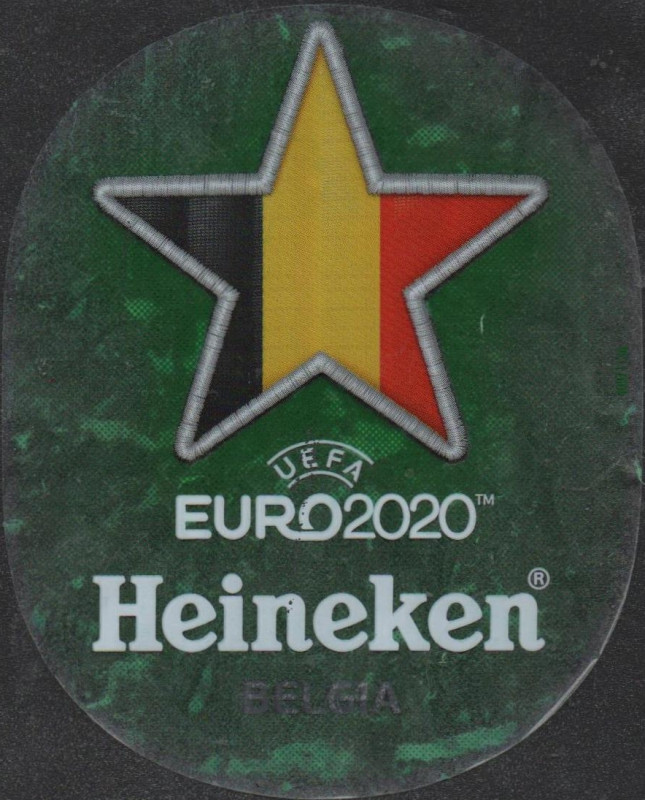 UEFA
EURO2020™
Heineken®
BELGIA